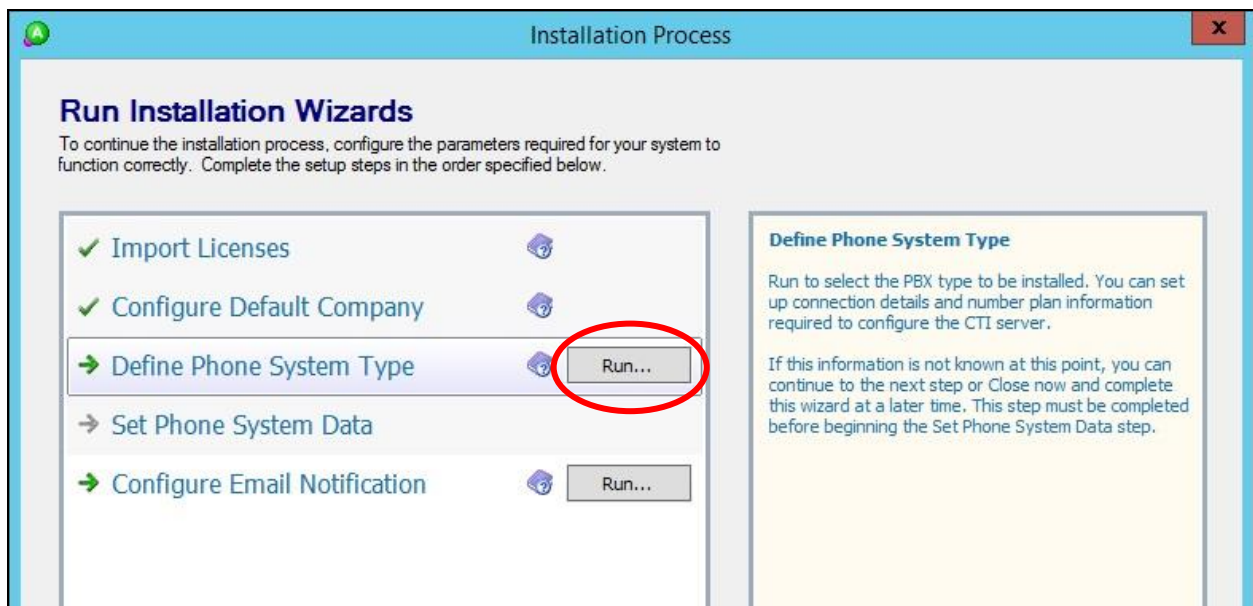 Installation Process
x
Run Installation Wizards
To continue the installation process, configure the parameters required for your system to
function correctly. Complete the setup steps in the order specified below.
Import Licenses
Configure Default Company
Define Phone System Type
Run...
Set Phone System Data
Configure Email Notification
Run...
Define Phone System Type
Run to select the PBX type to be installed. You can set
up connection details and number plan information
required to configure the CTI server.
If this information is not known at this point, you can
continue to the next step or Close now and complete
this wizard at a later time. This step must be completed
before beginning the Set Phone System Data step.